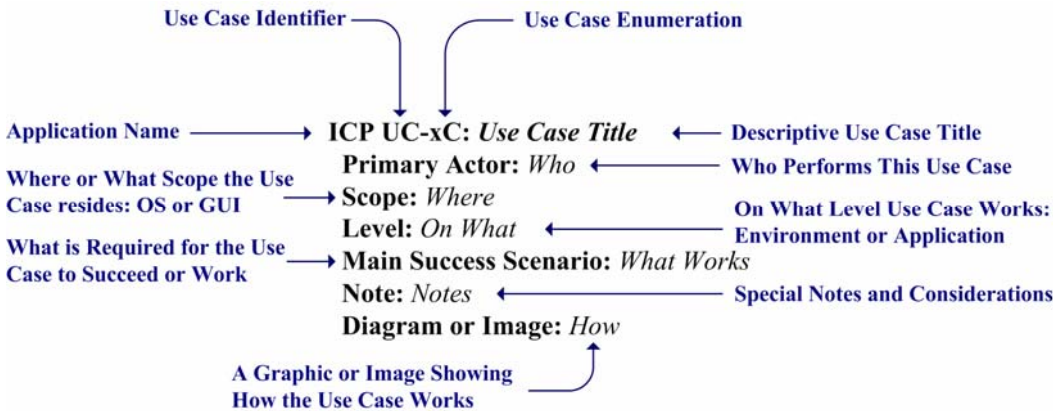 Use Case Identifier
Use Case Enumeration
Application Name
ICP UC-xC: Use Case Title
Descriptive Use Case Title
Primary Actor: Who
Who Performs This Use Case
Where or What Scope the Use
Case resides: OS or GUI
Scope: Where
Level: On What
On What Level Use Case Works:
Environment or Application
What is Required for the Use
Case to Succeed or Work
Main Success Scenario: What Works
Note: Notes
Special Notes and Considerations
Diagram or Image: How
A Graphic or Image Showing
How the Use Case Works